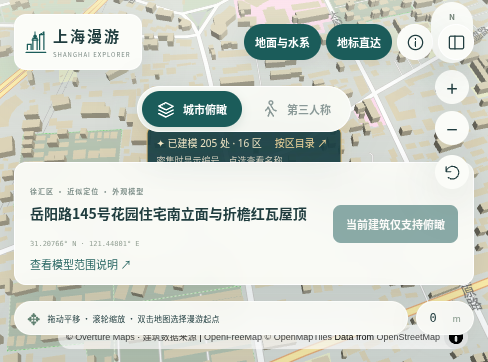 上海漫游
SHANGHAI EXPLORER
地面与水系
地标直达
N
城市俯瞰
第三人称
✦ 已建模 205 处 · 16 区 按区目录 ↗
徐汇区 · 近似定位 · 外观模型
岳阳路145号花园住宅南立面与折檐红瓦屋顶
当前建筑仅支持俯瞰
31.20766° N · 121.44801° E
查看模型范围说明 ↗
拖动平移 · 滚轮缩放 · 双击地图选择漫游起点
0 m
© Overture Maps · 建筑数据来源 | OpenFreeMap © OpenMapTiles Data from OpenStreetMap